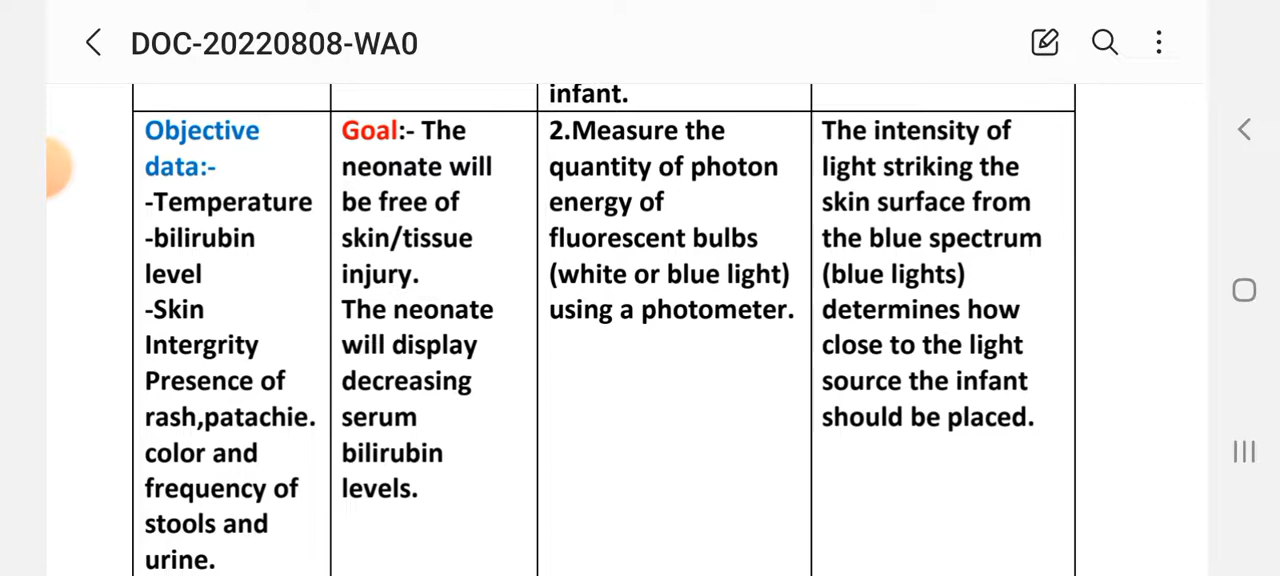 DOC-20220808-WA0
infant.
Objective
data:-
-Temperature
-bilirubin
level
-Skin
Intergrity
Presence of
rash,patachie.
color and
frequency of
stools and
urine.
Goal:- The
neonate will
be free of
skin/tissue
injury.
The neonate
will display
decreasing
serum
bilirubin
levels.
2.Measure the
quantity of photon
energy of
fluorescent bulbs
(white or blue light)
using a photometer.
The intensity of
light striking the
skin surface from
the blue spectrum
(blue lights)
determines how
close to the light
source the infant
should be placed.